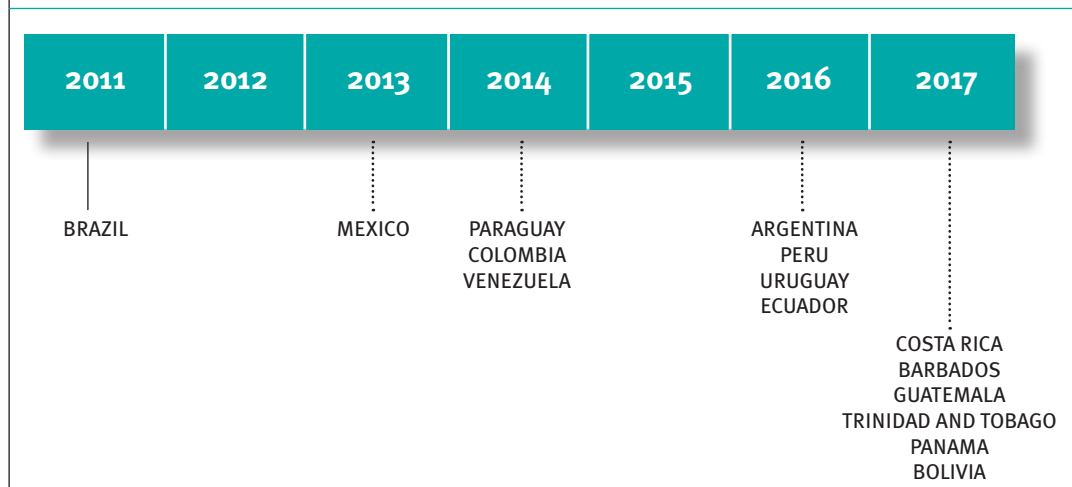 2011 2012 2013 2014 2015 2016 2017
BRAZIL
MEXICO
PARAGUAY
COLOMBIA
VENEZUELA
ARGENTINA
PERU
URUGUAY
ECUADOR
COSTA RICA
BARBADOS
GUATEMALA
TRINIDAD AND TOBAGO
PANAMA
BOLIVIA